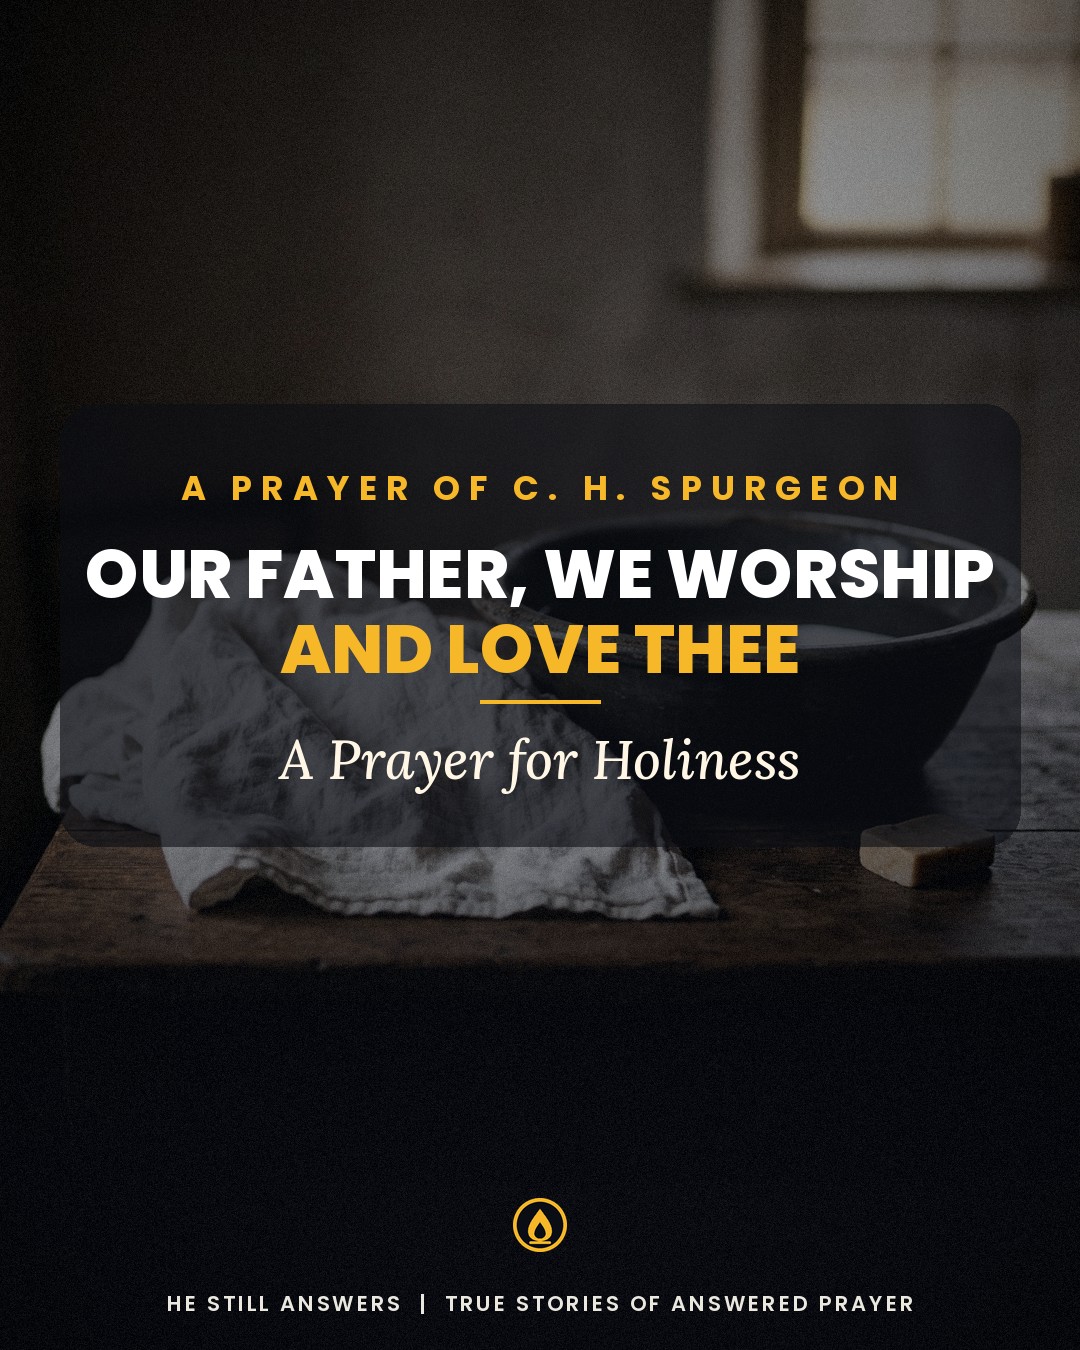 A PRAYER OF C. H. SPURGEON
OUR FATHER, WE WORSHIP
AND LOVE THEE
A Prayer for Holiness
HE STILL ANSWERS | TRUE STORIES OF ANSWERED PRAYER